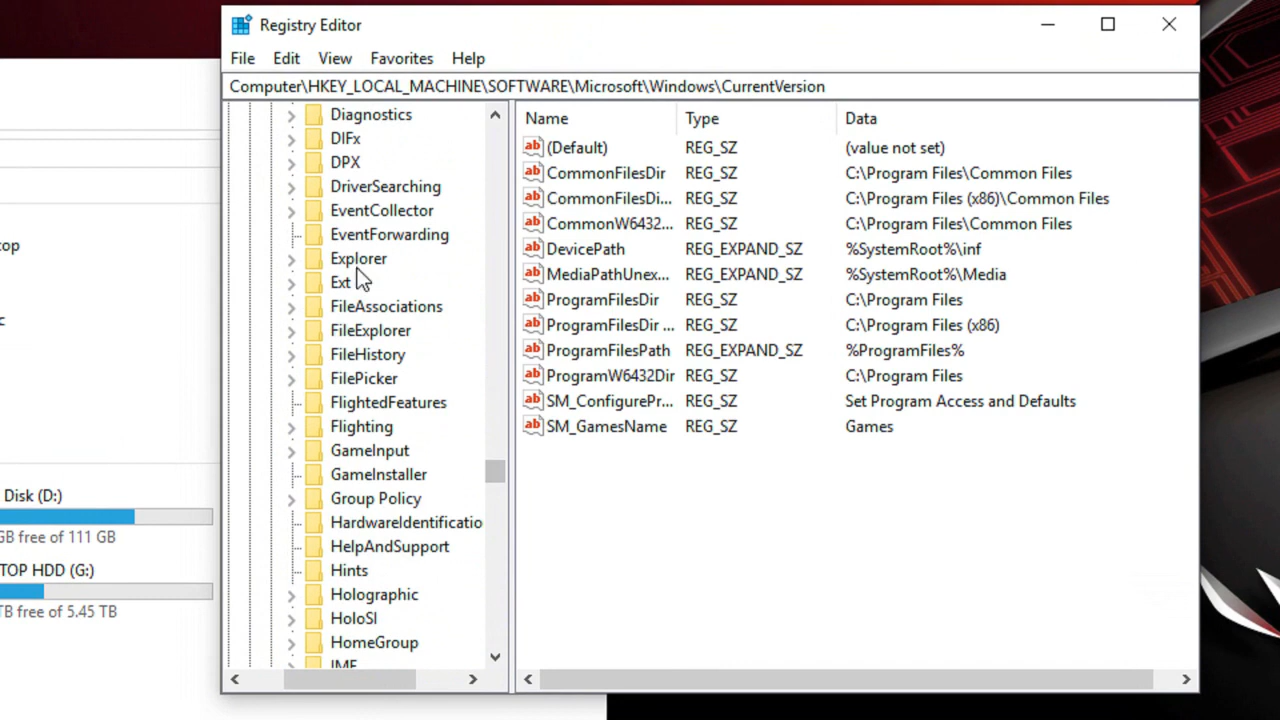 Registry Editor
File Edit View Favorites Help
Computer\HKEY_LOCAL_MACHINE\SOFTWARE\Microsoft\Windows\CurrentVersion
Diagnostics
DIFx
DPX
DriverSearching
EventCollector
EventForwarding
Explorer
Ext
FileAssociations
FileExplorer
FileHistory
FilePicker
FlightedFeatures
Flighting
GameInput
GameInstaller
Group Policy
HardwareIdentificatio
HelpAndSupport
Hints
Holographic
HoloSI
HomeGroup
IME
Name Type Data
(Default) REG_SZ (value not set)
CommonFilesDir REG_SZ C:\Program Files\Common Files
CommonFilesDi... REG_SZ C:\Program Files (x86)\Common Files
CommonW6432... REG_SZ C:\Program Files\Common Files
DevicePath REG_EXPAND_SZ %SystemRoot%\inf
MediaPathUnex... REG_EXPAND_SZ %SystemRoot%\Media
ProgramFilesDir REG_SZ C:\Program Files
ProgramFilesDir ... REG_SZ C:\Program Files (x86)
ProgramFilesPath REG_EXPAND_SZ %ProgramFiles%
ProgramW6432Dir REG_SZ C:\Program Files
SM_ConfigurePr... REG_SZ Set Program Access and Defaults
SM_GamesName REG_SZ Games
top
c
Disk (D:)
GB free of 111 GB
TOP HDD (G:)
TB free of 5.45 TB